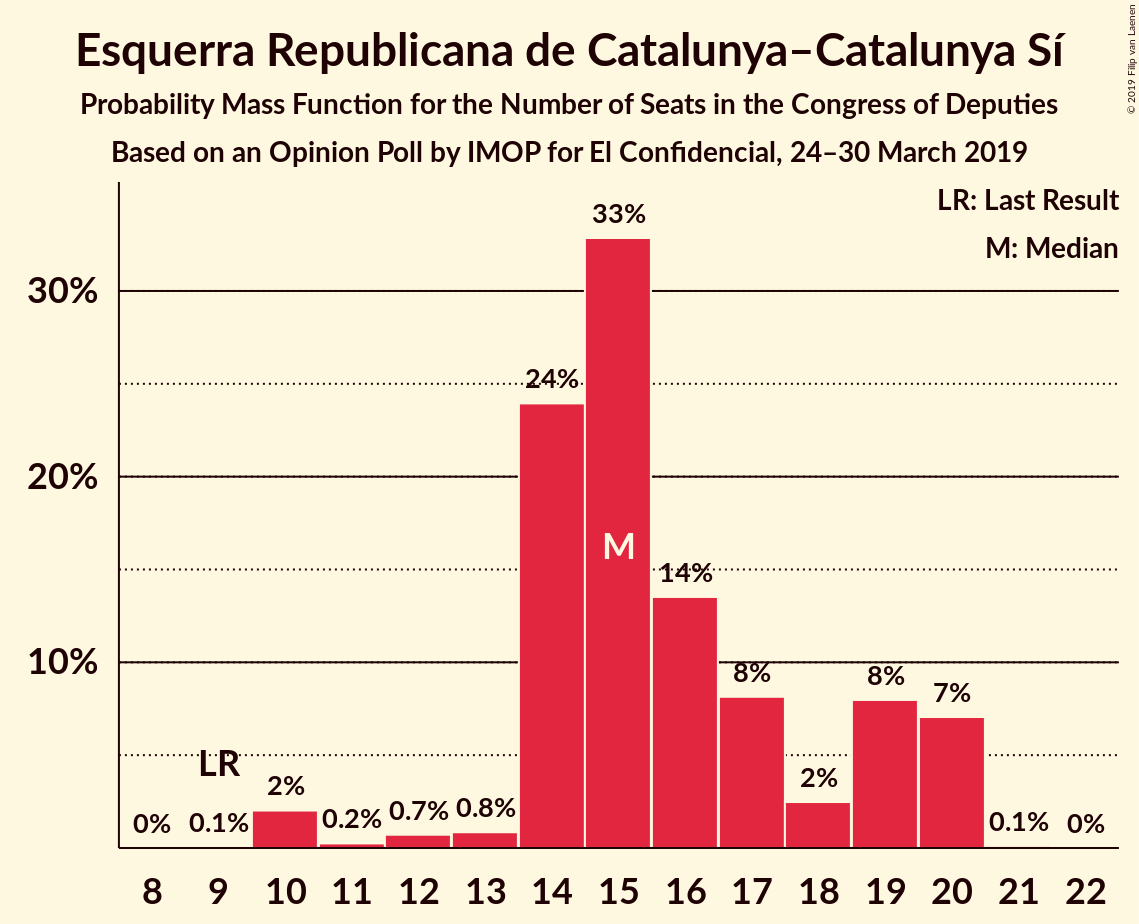 Esquerra Republicana de Catalunya–Catalunya Sí
Probability Mass Function for the Number of Seats in the Congress of Deputies
Based on an Opinion Poll by IMOP for El Confidencial, 24–30 March 2019
© 2019 Filip van Laenen
LR: Last Result
M: Median
30%
20%
10%
0%
LR
0.1%
2%
0.2%
0.7%
0.8%
24%
33%
M
14%
8%
2%
8%
7%
0.1%
0%
8 9 10 11 12 13 14 15 16 17 18 19 20 21 22